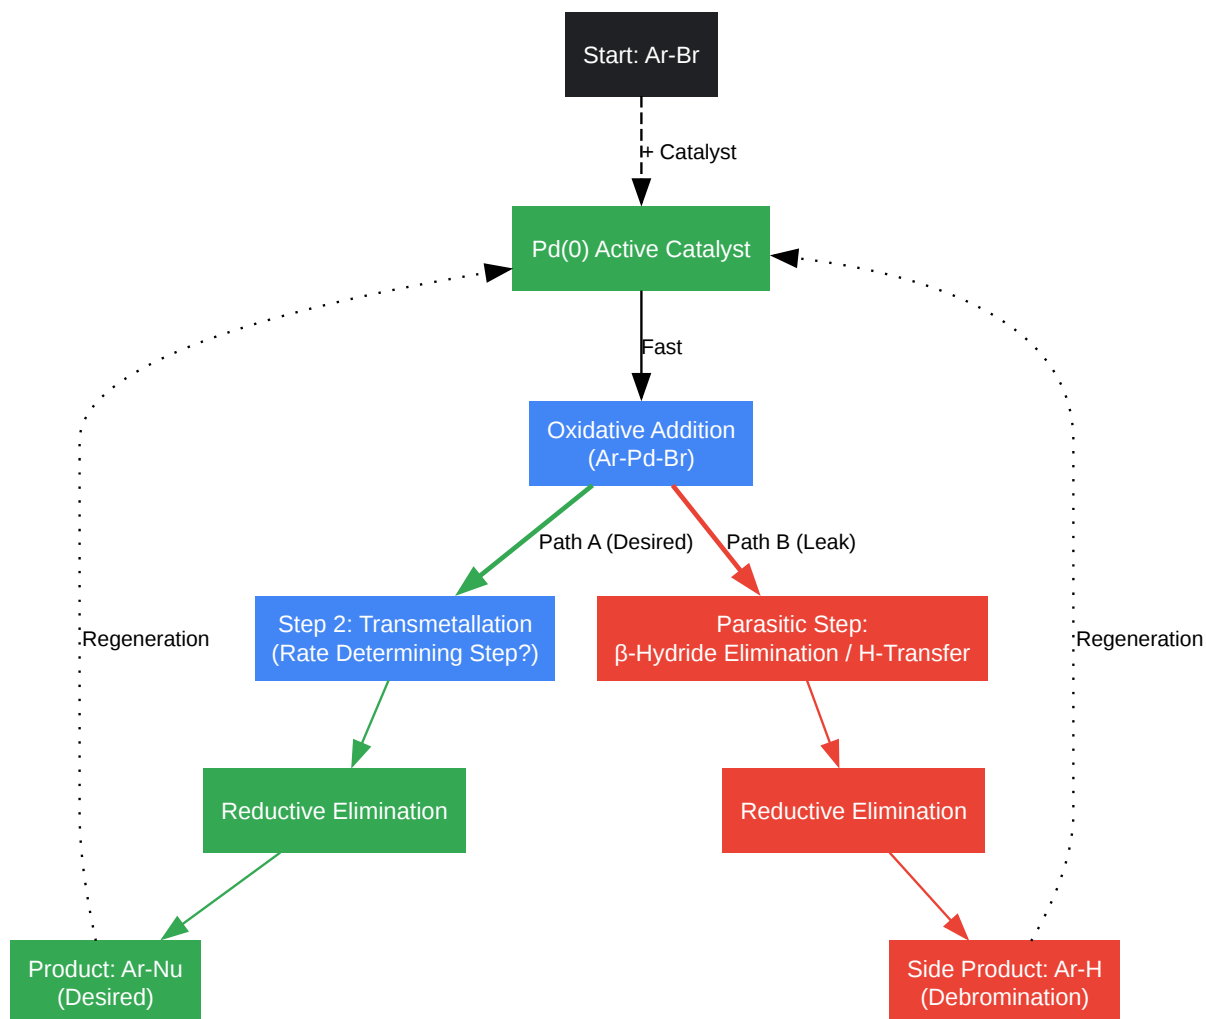 Start: Ar-Br
+ Catalyst
Pd(0) Active Catalyst
Fast
Oxidative Addition
(Ar-Pd-Br)
Path A (Desired)
Path B (Leak)
Step 2: Transmetallation
(Rate Determining Step?)
Parasitic Step:
β-Hydride Elimination / H-Transfer
Regeneration
Regeneration
Reductive Elimination
Reductive Elimination
Product: Ar-Nu
(Desired)
Side Product: Ar-H
(Debromination)